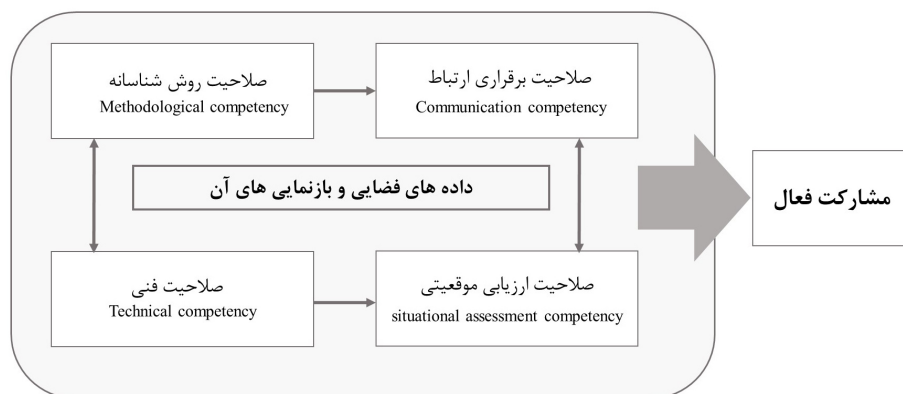 صلاحیت روش شناسانه
Methodological competency
صلاحیت برقراری ارتباط
Communication competency
داده های فضایی و بازنمایی های آن
مشارکت فعال
صلاحیت فنی
Technical competency
صلاحیت ارزیابی موقعیتی
situational assessment competency